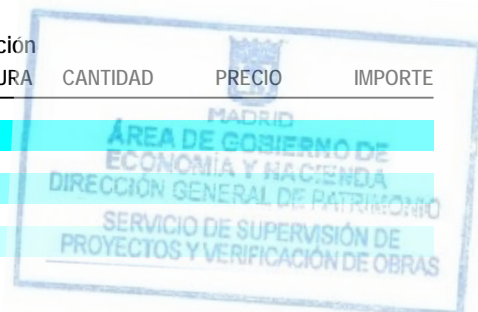 ción
URA CANTIDAD PRECIO IMPORTE
MADRID
ÁREA DE GOBIERNO DE
ECONOMÍA Y HACIENDA
DIRECCIÓN GENERAL DE PATRIMONIO
SERVICIO DE SUPERVISIÓN DE
PROYECTOS Y VERIFICACIÓN DE OBRAS